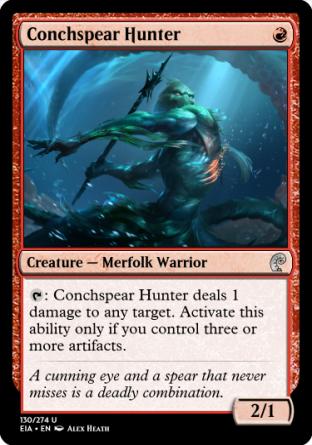 Conchspear Hunter
Creature — Merfolk Warrior
: Conchspear Hunter deals 1
damage to any target. Activate this
ability only if you control three or
more artifacts.
A cunning eye and a spear that never
misses is a deadly combination.
2/1
130/274 U
EIA • EN Alex Heath